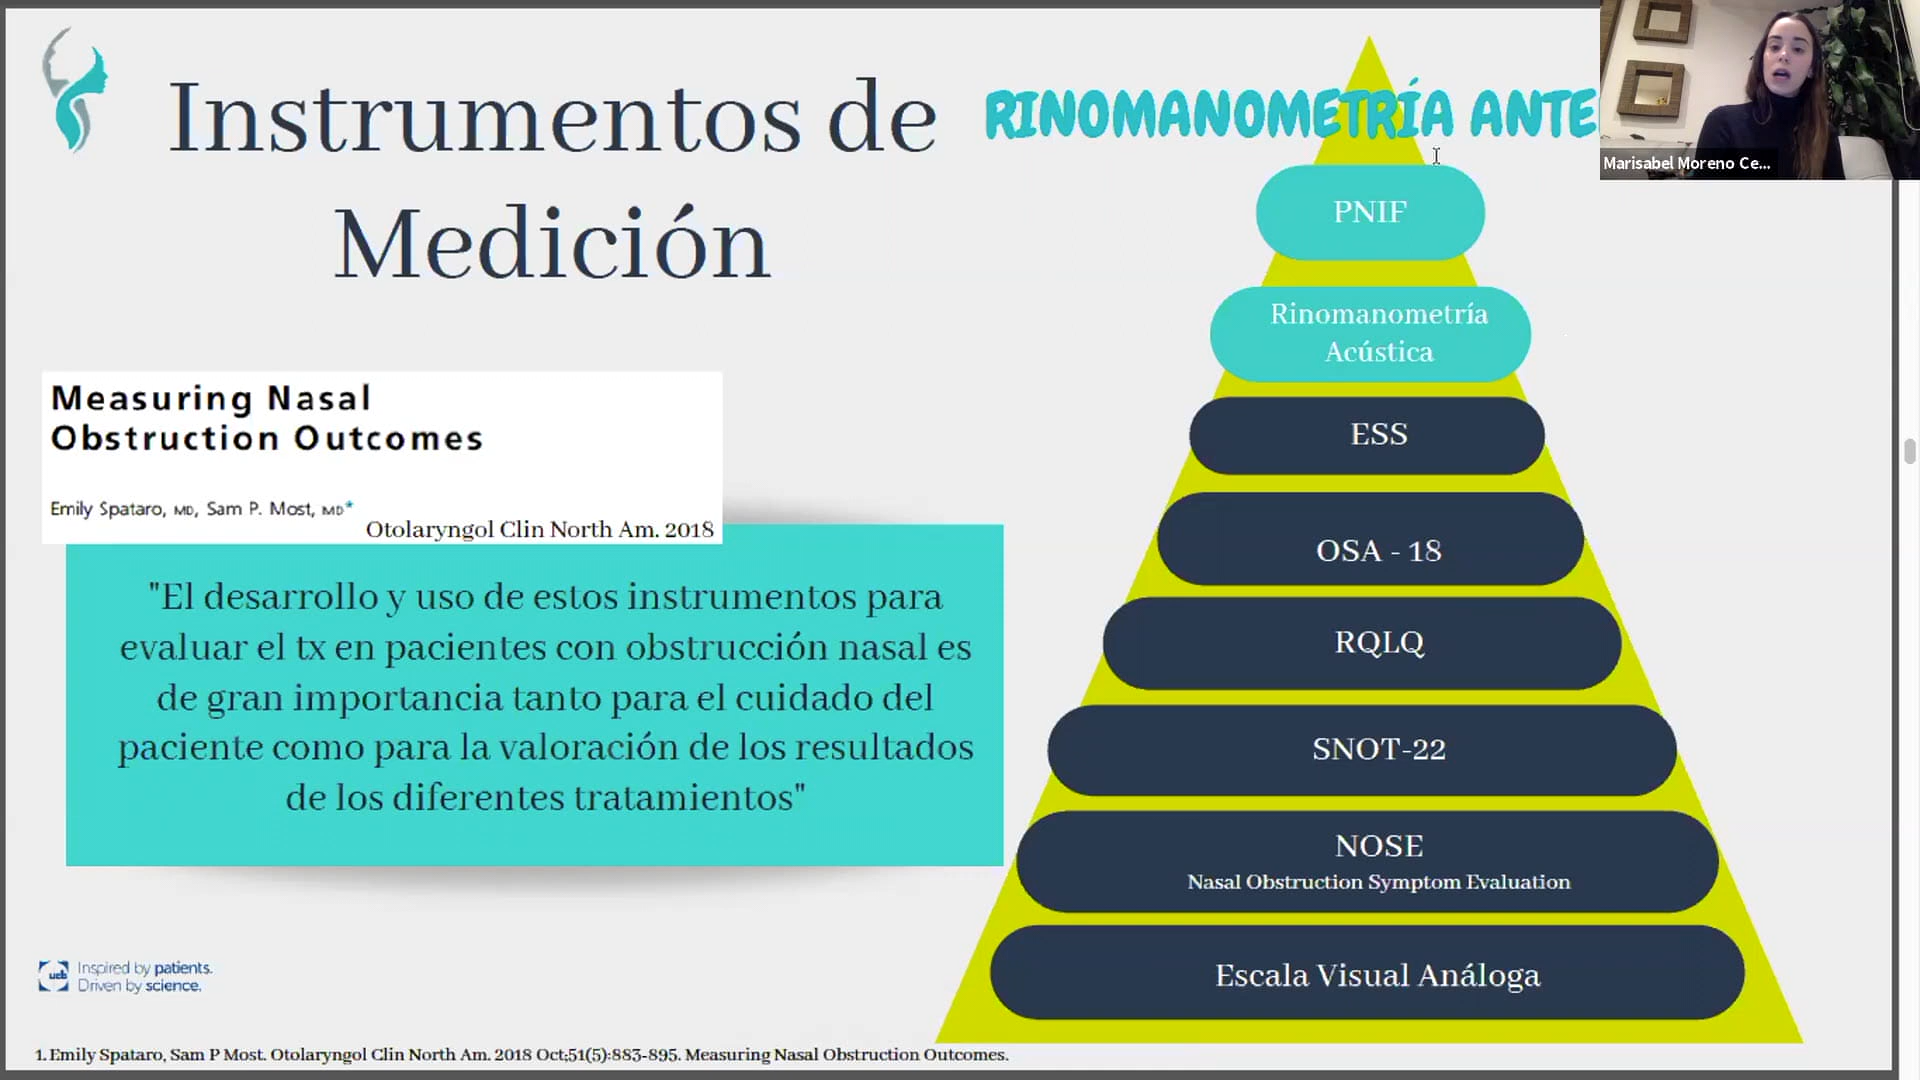 Instrumentos de
Medición
RINOMANOMETRÍA ANTE
Marisabel Moreno Ce...
PNIF
Rinomanometría
Acústica
ESS
OSA - 18
RQLQ
SNOT-22
NOSE
Nasal Obstruction Symptom Evaluation
Escala Visual Análoga
Measuring Nasal
Obstruction Outcomes
Emily Spataro, MD, Sam P. Most, MD*
Otolaryngol Clin North Am. 2018
"El desarrollo y uso de estos instrumentos para
evaluar el tx en pacientes con obstrucción nasal es
de gran importancia tanto para el cuidado del
paciente como para la valoración de los resultados
de los diferentes tratamientos"
ucb
Inspired by patients.
Driven by science.
1. Emily Spataro, Sam P Most. Otolaryngol Clin North Am. 2018 Oct;51(5):883-895. Measuring Nasal Obstruction Outcomes.